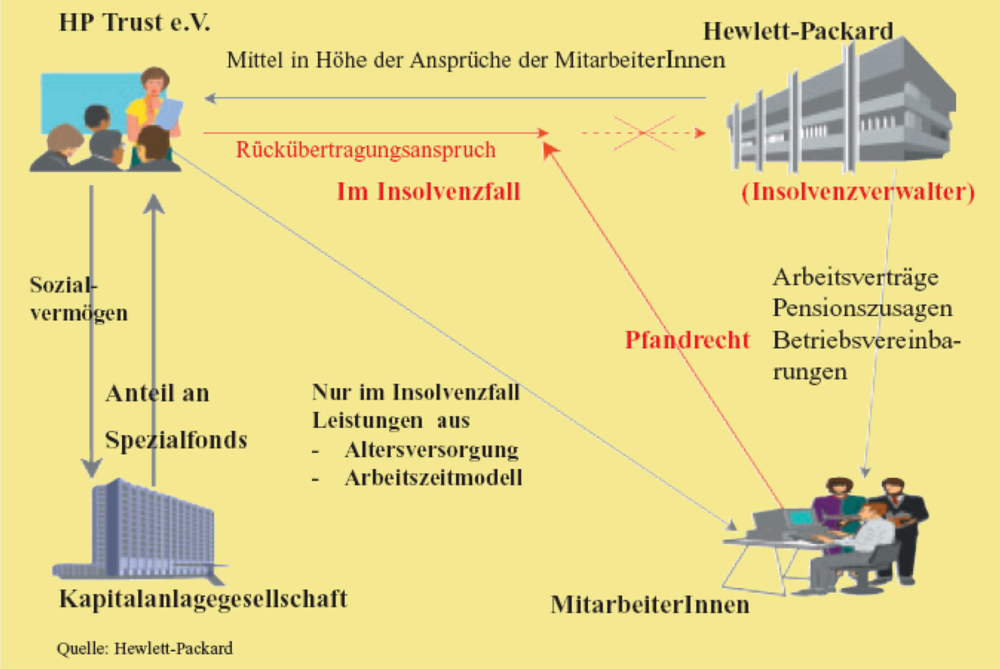 HP Trust e.V.
Hewlett-Packard
Mittel in Höhe der Ansprüche der MitarbeiterInnen
Rückübertragungsanspruch
Im Insolvenzfall
(Insolvenzverwalter)
Sozial-
vermögen
Arbeitsverträge
Pensionszusagen
Betriebsvereinba-
rungen
Pfandrecht
Anteil an
Spezialfonds
Nur im Insolvenzfall
Leistungen aus
- Altersversorgung
- Arbeitszeitmodell
Kapitalanlagegesellschaft
MitarbeiterInnen
Quelle: Hewlett-Packard